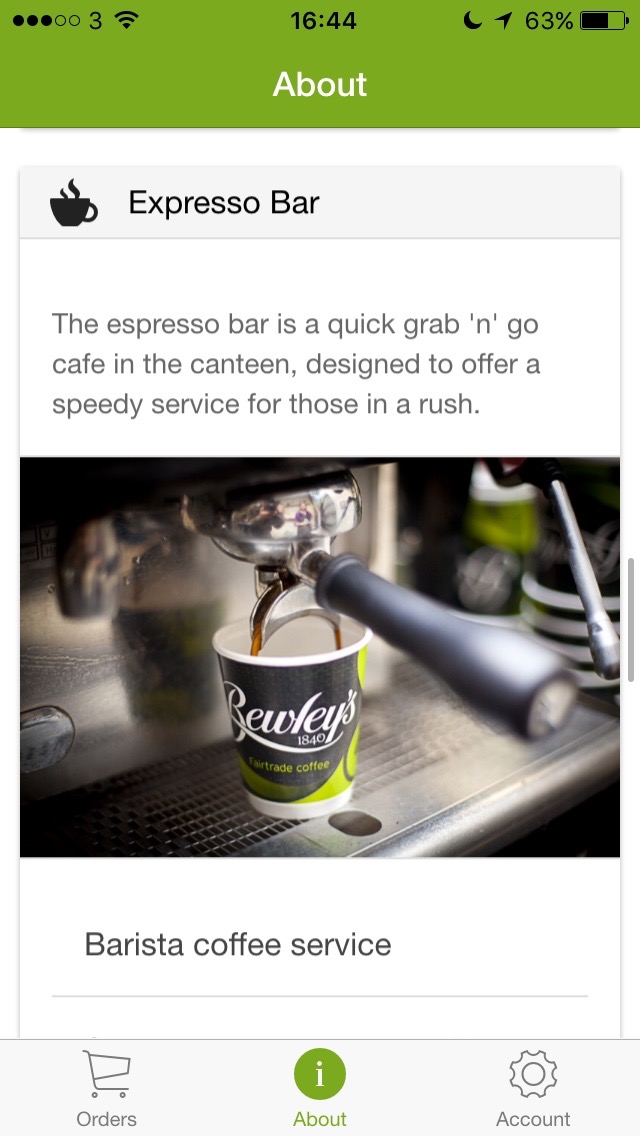 3 16:44 63%
About
Expresso Bar
The espresso bar is a quick grab 'n' go
cafe in the canteen, designed to offer a
speedy service for those in a rush.
Bewley's
1840
Fairtrade coffee
Barista coffee service
i
Orders About Account